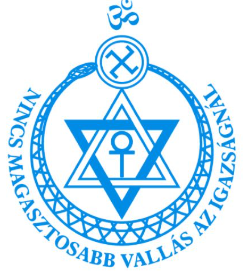 ॐ
NINCS MAGASZTOSABB VALLÁS AZ IGAZSÁGNÁL